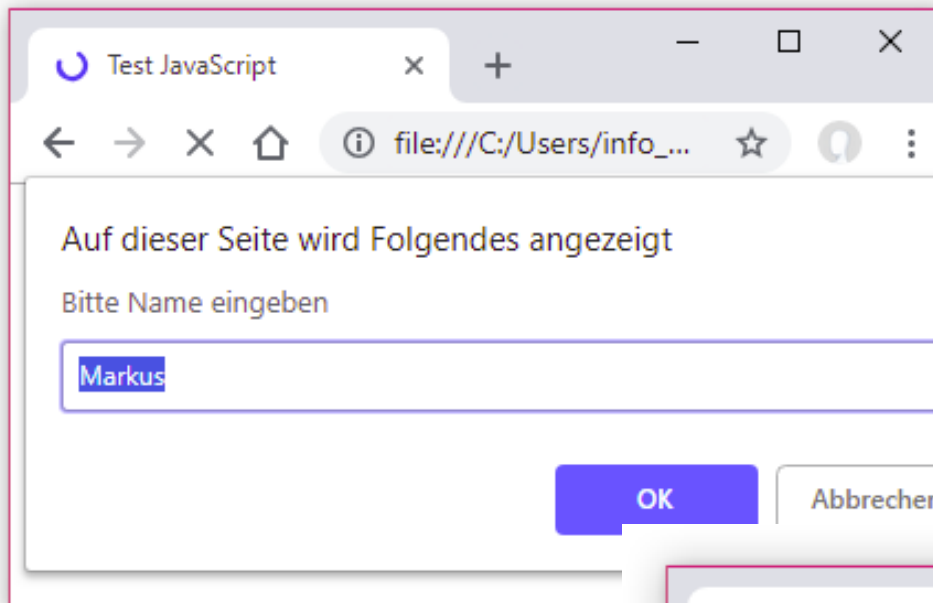 Test JavaScript
file:///C:/Users/info_...
Auf dieser Seite wird Folgendes angezeigt
Bitte Name eingeben
Markus
OK Abbrechen